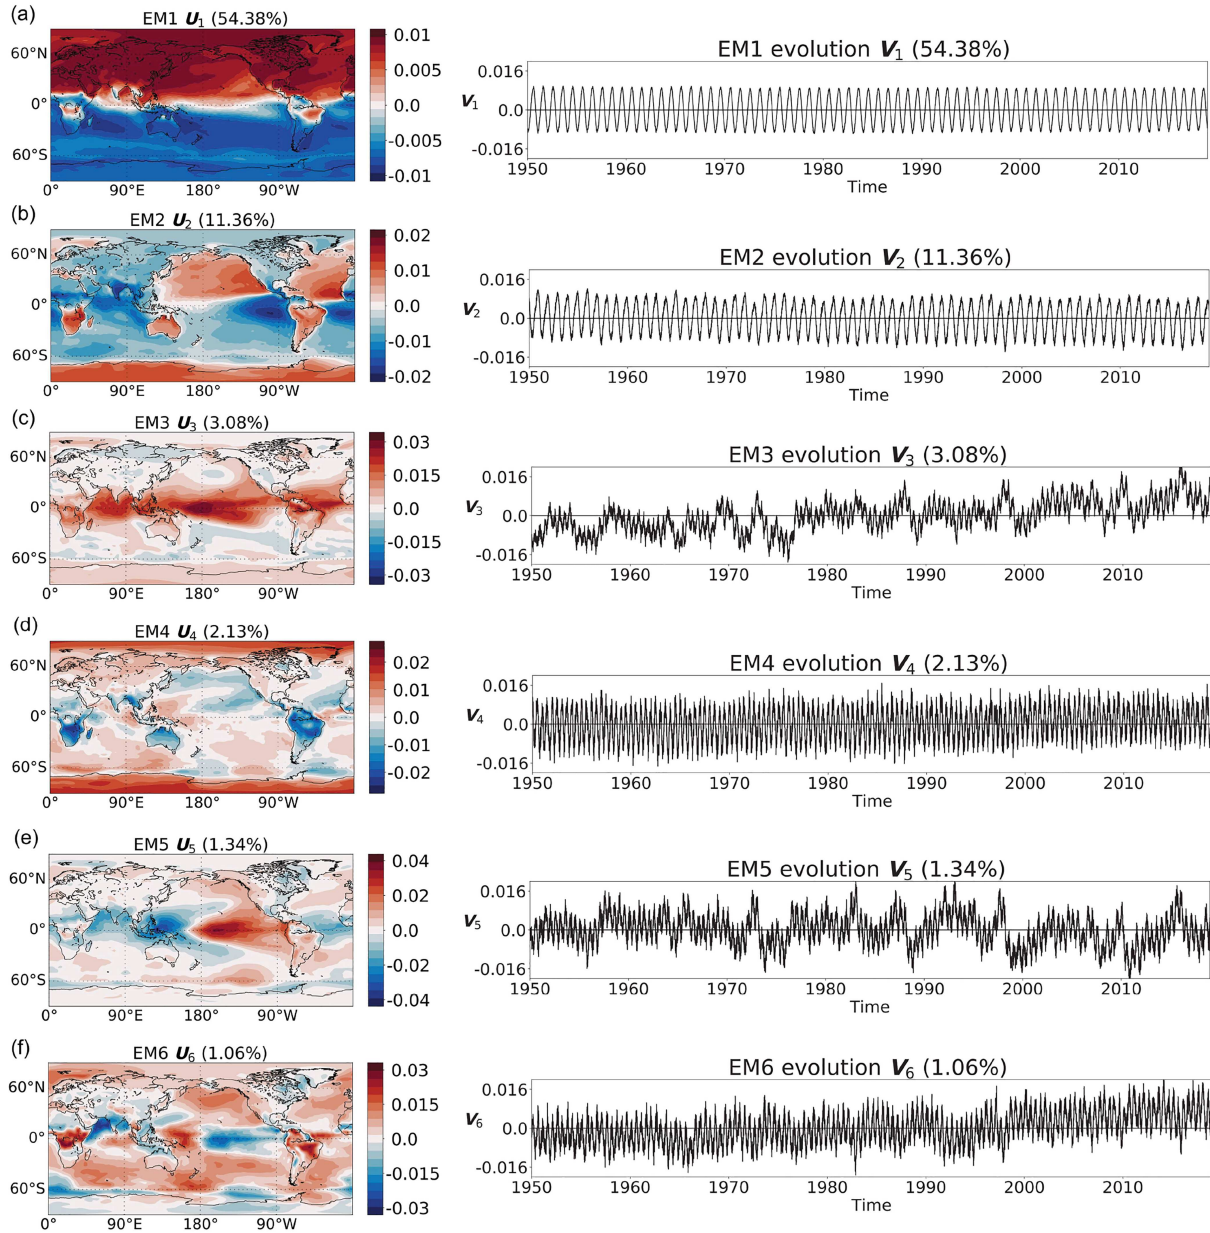 (a)
EM1 U1 (54.38%)
60°N
0°
60°S
0°
90°E
180°
90°W
0.01
0.005
0.0
-0.005
-0.01
EM1 evolution V1 (54.38%)
0.016
0.0
-0.016
V1
1950
1960
1970
1980
1990
2000
2010
Time
(b)
EM2 U2 (11.36%)
60°N
0°
60°S
0°
90°E
180°
90°W
0.02
0.01
0.0
-0.01
-0.02
EM2 evolution V2 (11.36%)
0.016
0.0
-0.016
V2
1950
1960
1970
1980
1990
2000
2010
Time
(c)
EM3 U3 (3.08%)
60°N
0°
60°S
0°
90°E
180°
90°W
0.03
0.015
0.0
-0.015
-0.03
EM3 evolution V3 (3.08%)
0.016
0.0
-0.016
V3
1950
1960
1970
1980
1990
2000
2010
Time
(d)
EM4 U4 (2.13%)
60°N
0°
60°S
0°
90°E
180°
90°W
0.02
0.01
0.0
-0.01
-0.02
EM4 evolution V4 (2.13%)
0.016
0.0
-0.016
V4
1950
1960
1970
1980
1990
2000
2010
Time
(e)
EM5 U5 (1.34%)
60°N
0°
60°S
0°
90°E
180°
90°W
0.04
0.02
0.0
-0.02
-0.04
EM5 evolution V5 (1.34%)
0.016
0.0
-0.016
V5
1950
1960
1970
1980
1990
2000
2010
Time
(f)
EM6 U6 (1.06%)
60°N
0°
60°S
0°
90°E
180°
90°W
0.03
0.015
0.0
-0.015
-0.03
EM6 evolution V6 (1.06%)
0.016
0.0
-0.016
V6
1950
1960
1970
1980
1990
2000
2010
Time